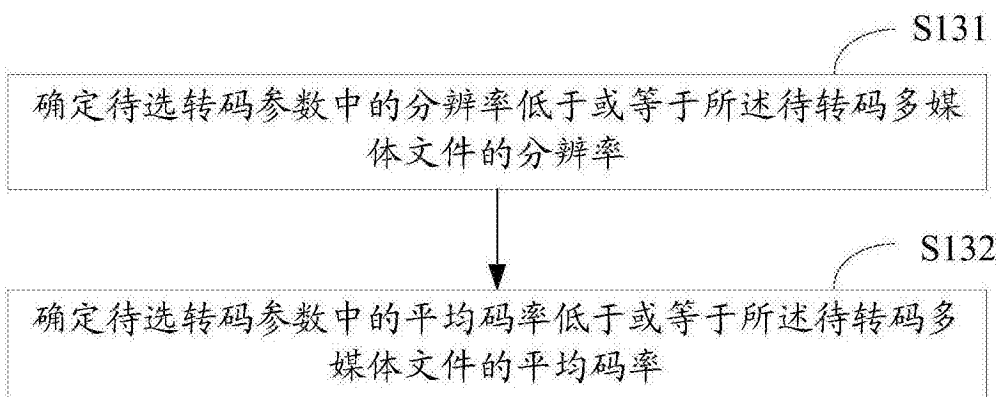 S131
确定待选转码参数中的分辨率低于或等于所述待转码多媒
体文件的分辨率
S132
确定待选转码参数中的平均码率低于或等于所述待转码多
媒体文件的平均码率